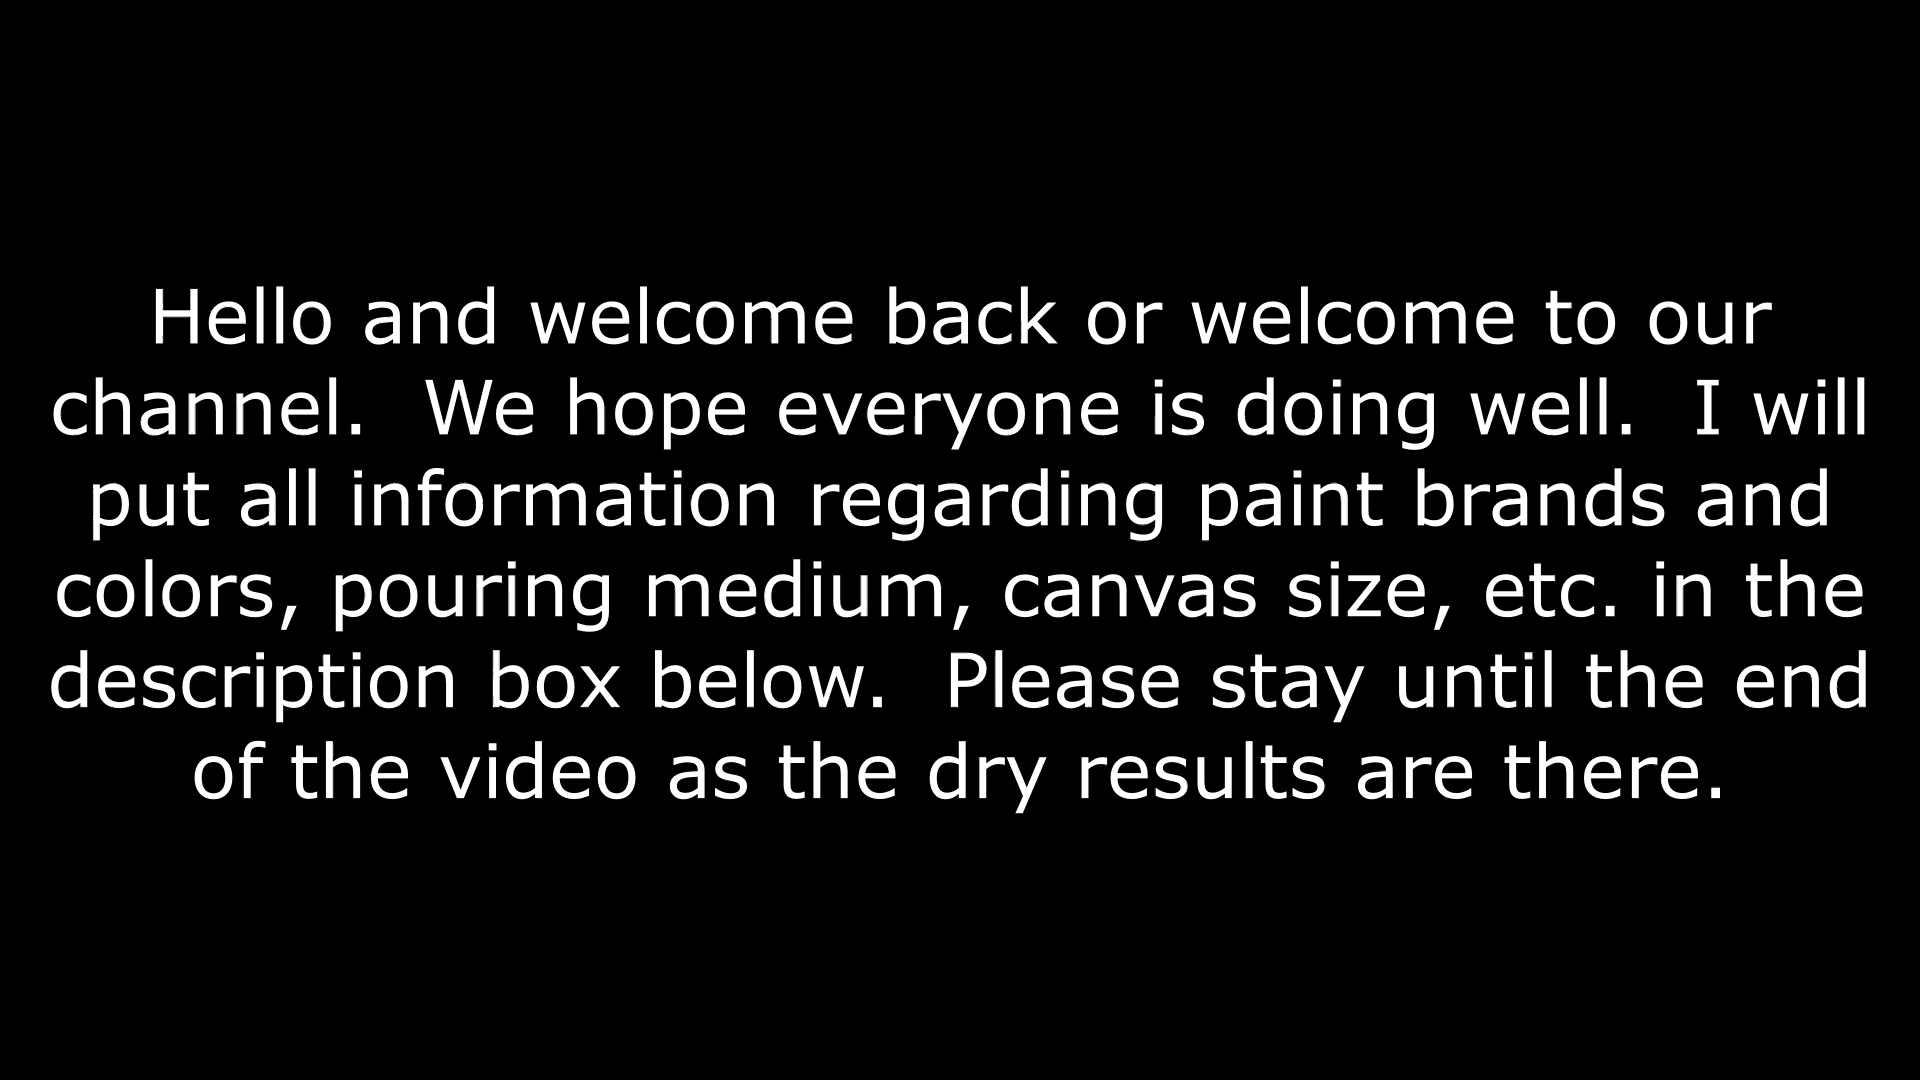 Hello and welcome back or welcome to our
channel.  We hope everyone is doing well.  I will
put all information regarding paint brands and
colors, pouring medium, canvas size, etc. in the
description box below.  Please stay until the end
of the video as the dry results are there.